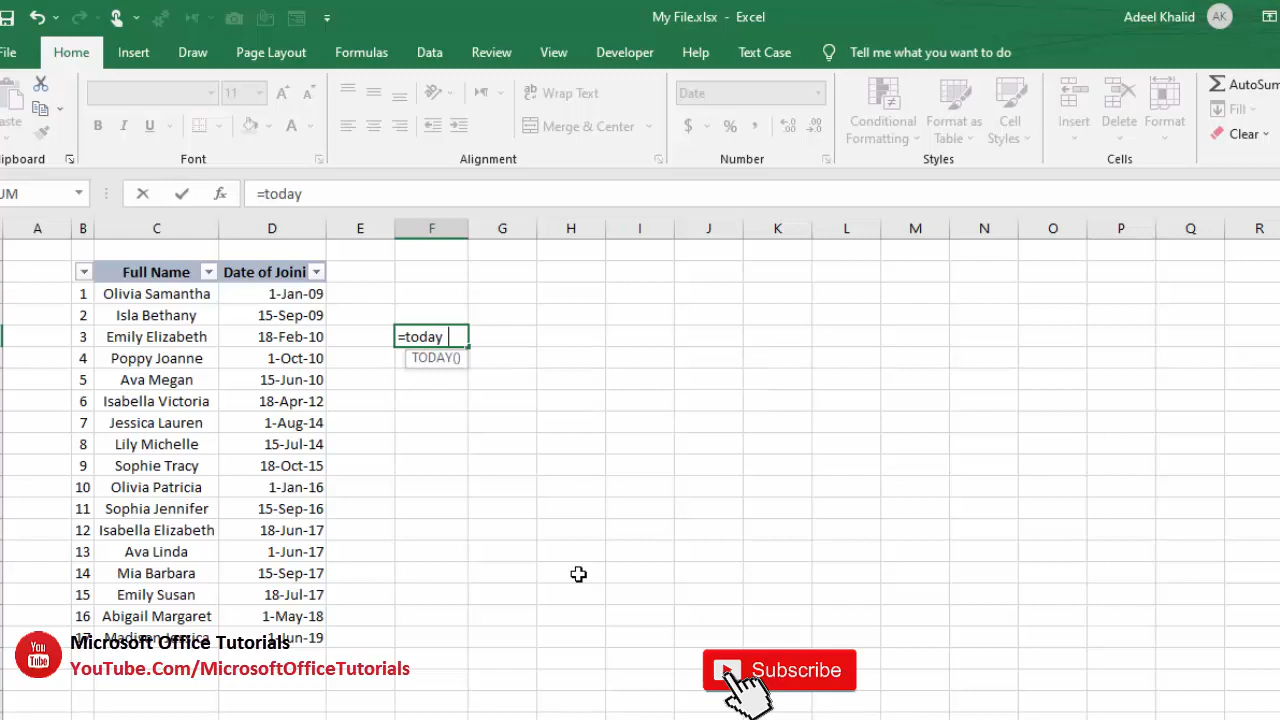 My File.xlsx - Excel
Adeel Khalid
AK
File Home Insert Draw Page Layout Formulas Data Review View Developer Help Text Case Tell me what you want to do
11
Wrap Text
Date
AutoSum
Conditional
Formatting
Format as
Table
Cell
Styles
Insert
Delete
Format
Fill
B I U
Merge & Center
$ % ,
Clear
Font
Alignment
Number
Styles
Cells
=today
A B C D E F G H I J K L M N O P Q R
Full Name Date of Joini
1 Olivia Samantha 1-Jan-09
2 Isla Bethany 15-Sep-09
3 Emily Elizabeth 18-Feb-10 =today
4 Poppy Joanne 1-Oct-10 TODAY()
5 Ava Megan 15-Jun-10
6 Isabella Victoria 18-Apr-12
7 Jessica Lauren 1-Aug-14
8 Lily Michelle 15-Jul-14
9 Sophie Tracy 18-Oct-15
10 Olivia Patricia 1-Jan-16
11 Sophia Jennifer 15-Sep-16
12 Isabella Elizabeth 18-Jun-17
13 Ava Linda 1-Jun-17
14 Mia Barbara 15-Sep-17
15 Emily Susan 18-Jul-17
16 Abigail Margaret 1-May-18
17 Madison Jessica 1-Jun-19
You
Tube
Microsoft Office Tutorials
YouTube.Com/MicrosoftOfficeTutorials
Subscribe